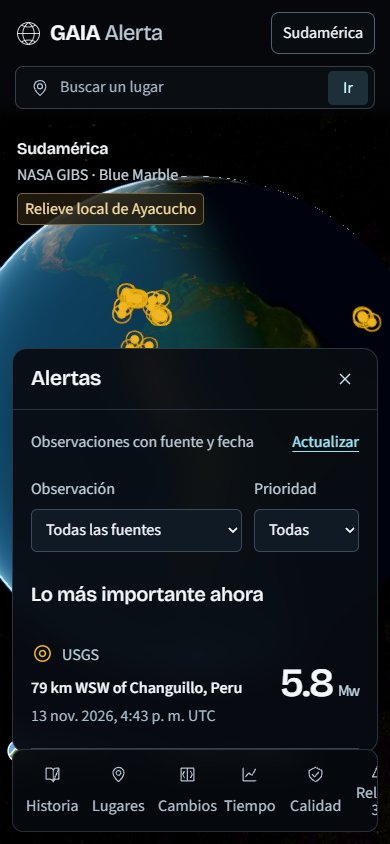 GAIA Alerta
Sudamérica
Buscar un lugar
Ir
Sudamérica
NASA GIBS · Blue Marble
Relieve local de Ayacucho
Alertas
Observaciones con fuente y fecha
Actualizar
Observación
Prioridad
Todas las fuentes
Todas
Lo más importante ahora
USGS
79 km WSW of Changuillo, Peru
5.8 Mw
13 nov. 2026, 4:43 p. m. UTC
Historia
Lugares
Cambios
Tiempo
Calidad